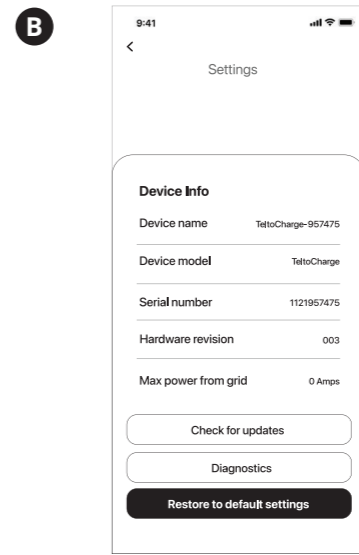 B
9:41
Settings
Device Info
Device name TeltoCharge-957475
Device model TeltoCharge
Serial number 1121957475
Hardware revision 003
Max power from grid 0 Amps
Check for updates
Diagnostics
Restore to default settings